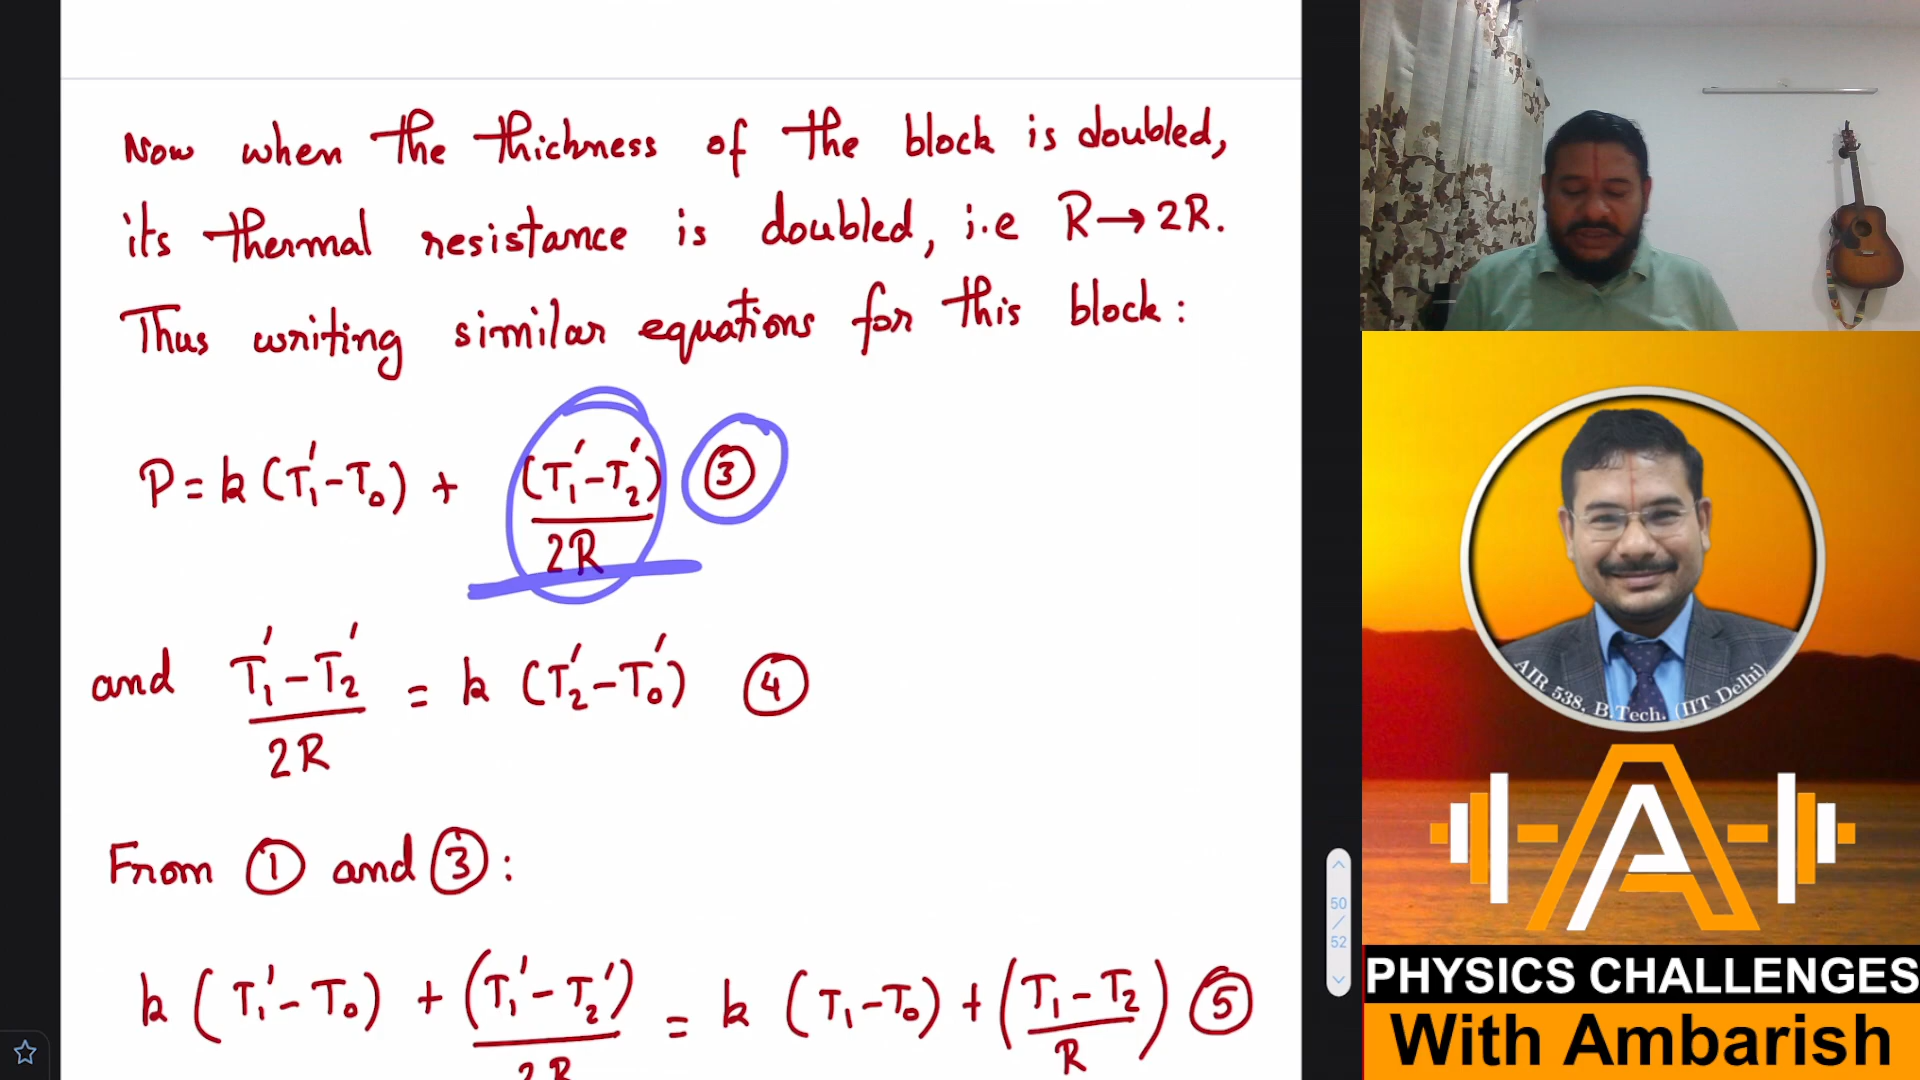 Now when the thickness of the block is doubled,
its thermal resistance is doubled, i.e R→2R.
Thus writing similar equations for this block:
P = k (T₁' - T₀) + (T₁' - T₂')/2R ③
and T₁' - T₂'/2R = k (T₂' - T₀') ④
From ① and ③:
k (T₁' - T₀) + (T₁' - T₂')/2R = k (T₁ - T₀) + (T₁ - T₂/R) ⑤
50
/
52
AIR 538, B.Tech. (IIT Delhi)
A
PHYSICS CHALLENGES
With Ambarish